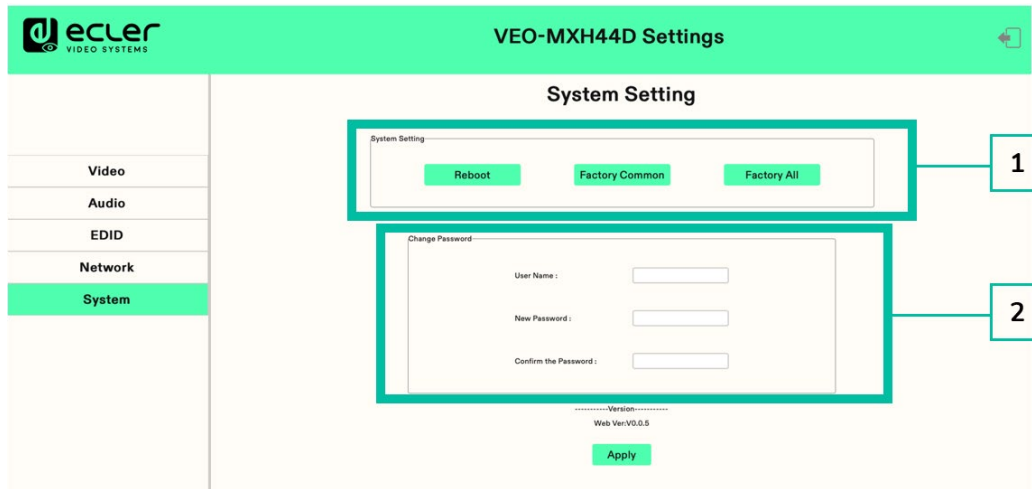 ecler
VIDEO SYSTEMS
VEO-MXH44D Settings
Video
Audio
EDID
Network
System
System Setting
System Setting
Reboot Factory Common Factory All
1
Change Password
User Name :
New Password :
Confirm the Password :
2
-----------Version-----------
Web Ver:V0.0.5
Apply